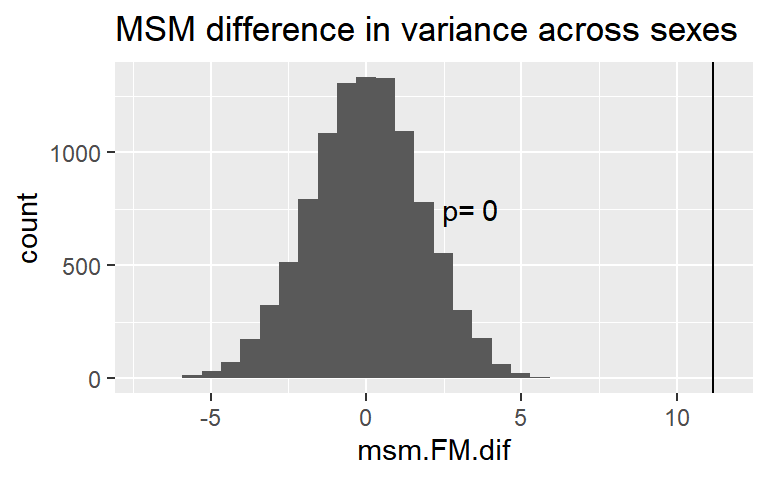 MSM difference in variance across sexes
count
1000
500
0
p= 0
-5
0
5
10
msm.FM.dif